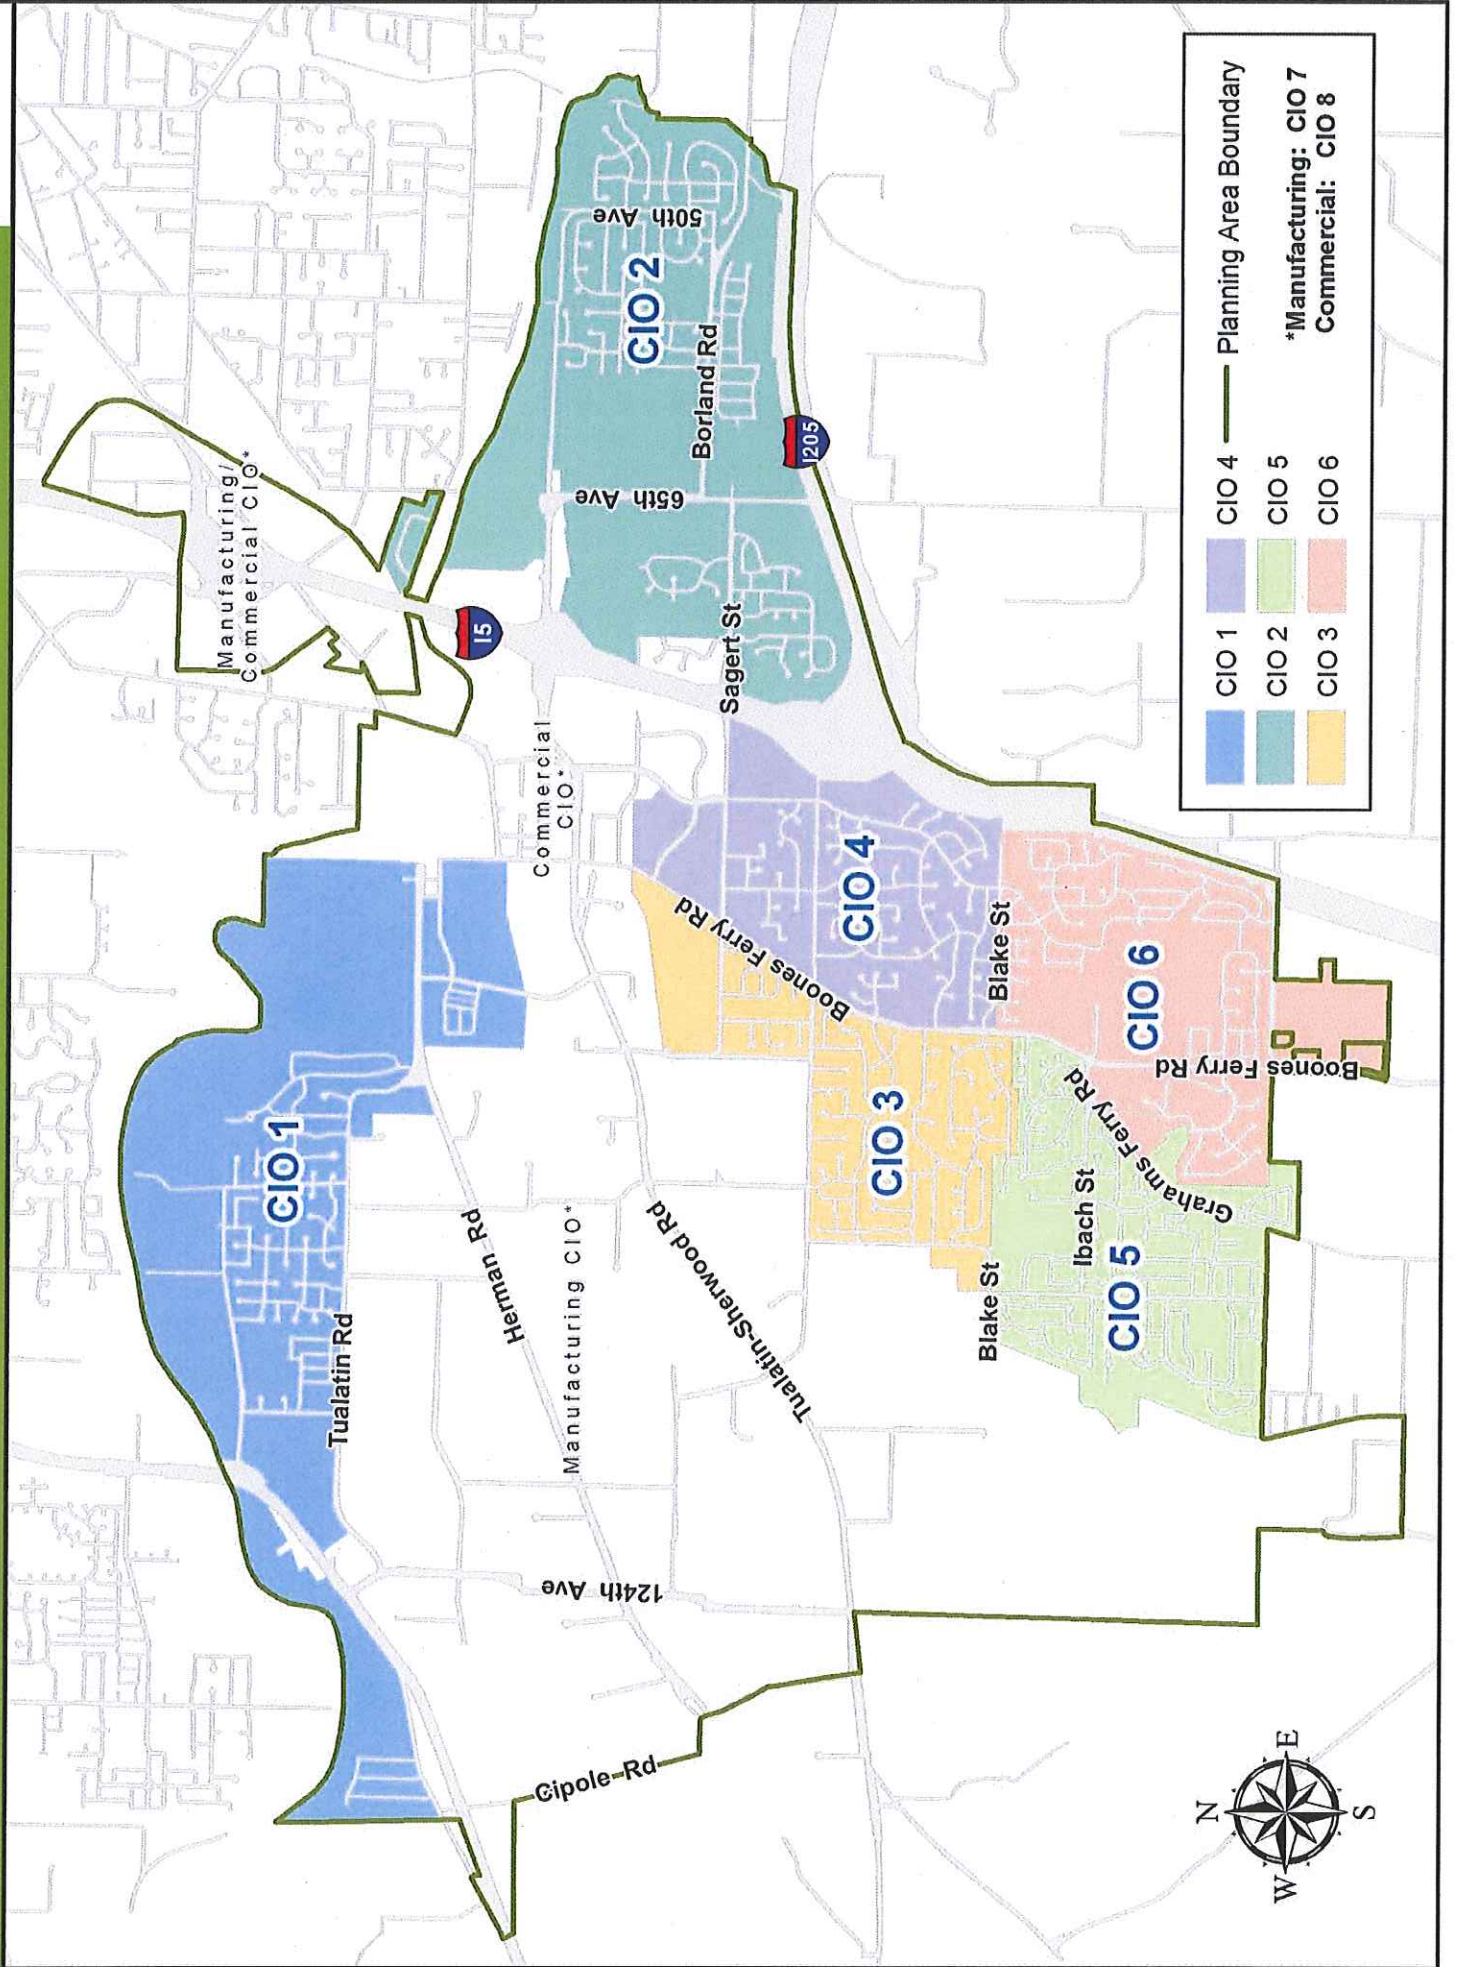 Manufacturing/
Commercial CIO*
I5
CIO 2
50th Ave
Borland Rd
65th Ave
I205
Sagert St
Commercial
CIO*
CIO 1
Tualatin Rd
Herman Rd
Manufacturing CIO*
Tualatin-Sherwood Rd
124th Ave
Cipole Rd
CIO 4
Boones Ferry Rd
Blake St
CIO 3
CIO 6
Boones Ferry Rd
Grahams Ferry Rd
Ibach St
CIO 5
Blake St
CIO 1
CIO 4
Planning Area Boundary
CIO 2
CIO 5
*Manufacturing: CIO 7
CIO 3
CIO 6
Commercial: CIO 8
N
W
E
S